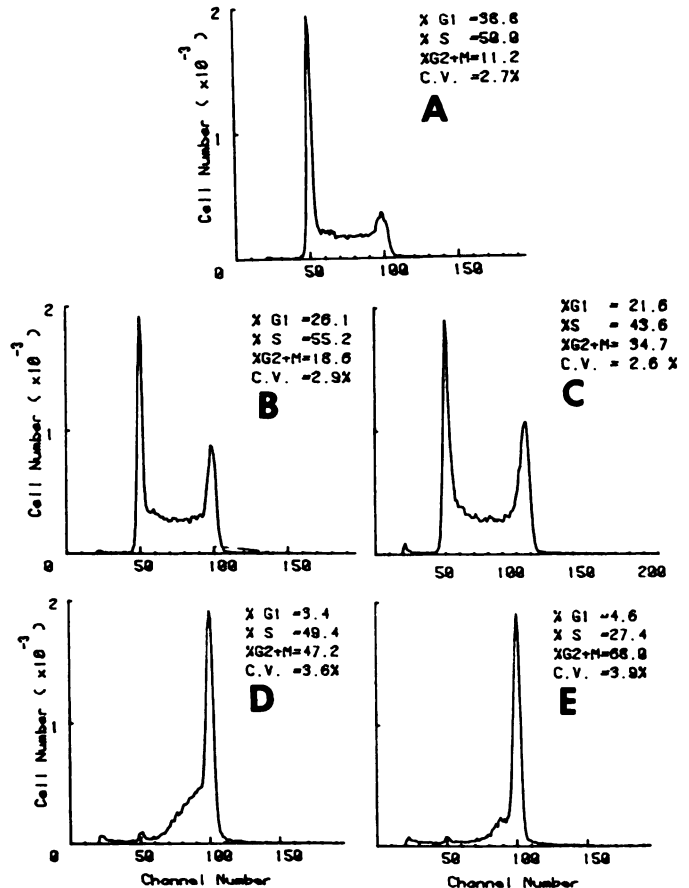 2
1
0
50
100
150
Cell Number ( x10⁻³ )
% G1 =38.8
% S =50.0
%G2+M=11.2
C.V. =2.7%
A
2
1
0
50
100
150
Cell Number ( x10⁻³ )
% G1 =26.1
% S =55.2
%G2+M=18.6
C.V. =2.9%
B
50
100
150
200
%G1 = 21.6
%S = 43.6
%G2+M= 34.7
C.V. = 2.6 %
C
2
1
0
50
100
150
Cell Number ( x10⁻³ )
Channel Number
% G1 =3.4
% S =49.4
%G2+M=47.2
C.V. =3.6%
D
50
100
150
Channel Number
% G1 =4.6
% S =27.4
%G2+M=68.0
C.V. =3.9%
E